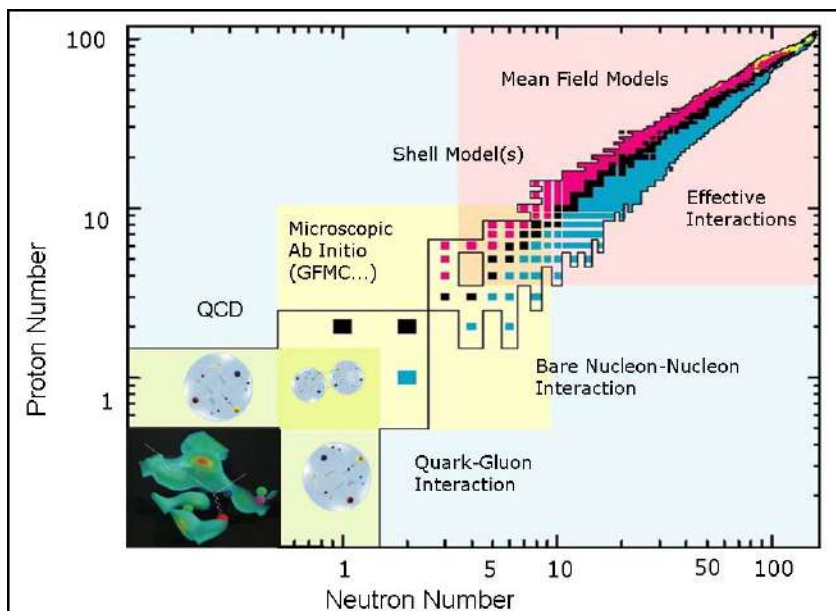 100
Mean Field Models
Shell Model(s)
10
Effective
Interactions
Microscopic
Ab Initio
(GFMC...)
QCD
Bare Nucleon-Nucleon
Interaction
1
Quark-Gluon
Interaction
Proton Number
1
5
10
50
100
Neutron Number